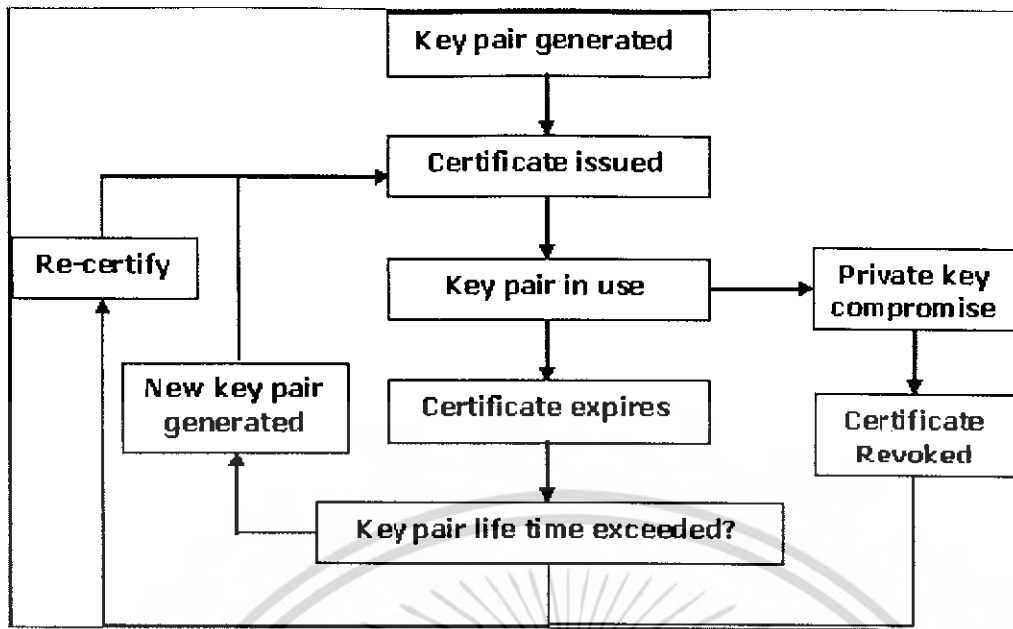 Key pair generated
Certificate issued
Re-certify
Key pair in use
Private key
compromise
New key pair
generated
Certificate expires
Certificate
Revoked
Key pair life time exceeded?